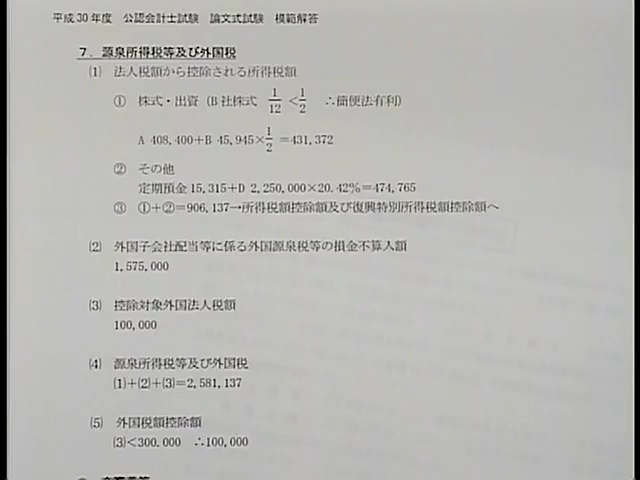 平成30年度 公認会計士試験 論文式試験 模範解答
7. 源泉所得税等及び外国税
(1) 法人税額から控除される所得税額
① 株式・出資 (B社株式 1/12 <1/2 ∴簡便法有利)
A 408,400+B 45,945×1/2 =431,372
② その他
定期預金 15,315+D 2,250,000×20.42%=474,765
③ ①+②=906,137→所得税額控除額及び復興特別所得税額控除額へ
(2) 外国子会社配当等に係る外国源泉税等の損金不算入額
1,575,000
(3) 控除対象外国法人税額
100,000
(4) 源泉所得税等及び外国税
(1)+(2)+(3)=2,581,137
(5) 外国税額控除額
(3)<300.000 ∴100,000